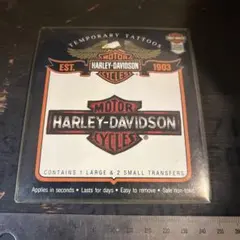 TEMPORARY TATTOOS
MOTOR
EST. HARLEY-DAVIDSON 1903
CYCLES
MOTOR
HARLEY-DAVIDSON
CYCLES
CONTAINS 1 LARGE & 2 SMALL TRANSFERS
Applies in seconds • Lasts for days • Easy to remove • Safe non-toxic